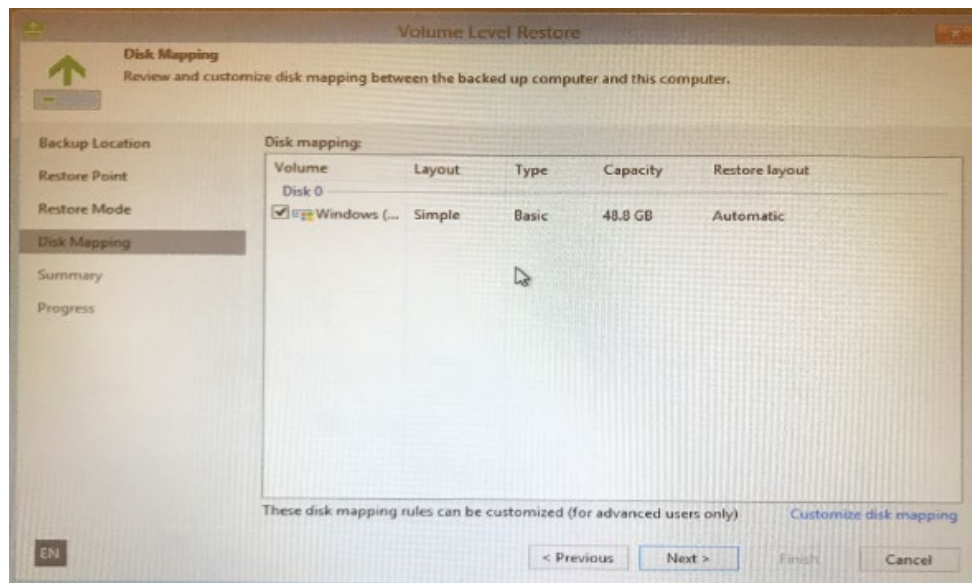 Volume Level Restore
Disk Mapping
Review and customize disk mapping between the backed up computer and this computer.
Backup Location
Restore Point
Restore Mode
Disk Mapping
Summary
Progress
Disk mapping:
Volume Layout Type Capacity Restore layout
Disk 0
Windows (... Simple Basic 48.8 GB Automatic
These disk mapping rules can be customized (for advanced users only) Customize disk mapping
EN
< Previous Next > Finish Cancel